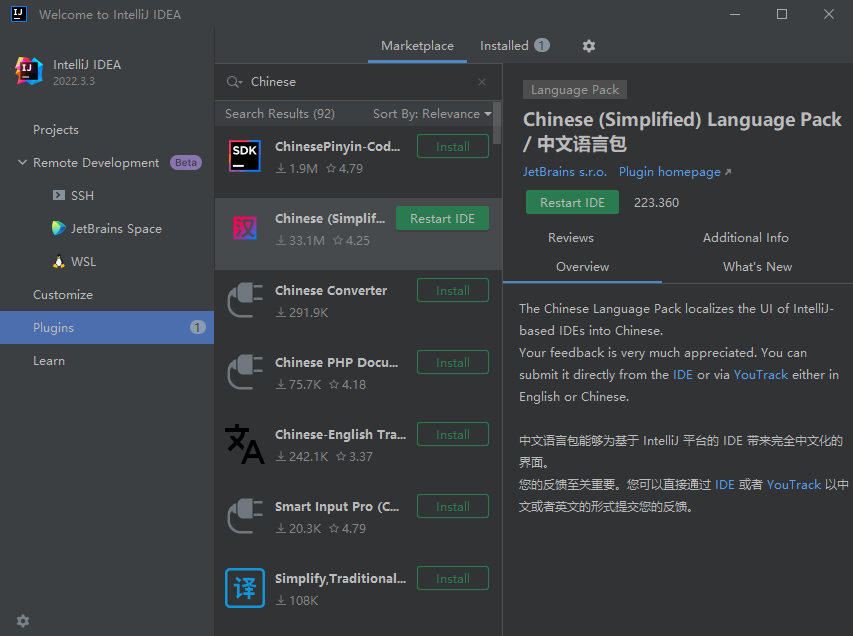 Welcome to IntelliJ IDEA
IntelliJ IDEA
2022.3.3
Projects
Remote Development Beta
SSH
JetBrains Space
WSL
Customize
Plugins 1
Learn
Marketplace Installed 1
Chinese
Search Results (92) Sort By: Relevance
SDK
ChinesePinyin-Cod... Install
1.9M 4.79
汉
Chinese (Simplif... Restart IDE
33.1M 4.25
Chinese Converter Install
291.9K
Chinese PHP Docu... Install
75.7K 4.18
文A
Chinese-English Tra... Install
242.1K 3.37
Smart Input Pro (C... Install
20.3K 4.79
译
Simplify,Traditional... Install
108K
Language Pack
Chinese (Simplified) Language Pack
/ 中文语言包
JetBrains s.r.o. Plugin homepage ↗
Restart IDE 223.360
Reviews Additional Info
Overview What's New
The Chinese Language Pack localizes the UI of IntelliJ-
based IDEs into Chinese.
Your feedback is very much appreciated. You can
submit it directly from the IDE or via YouTrack either in
English or Chinese.
中文语言包能够为基于 IntelliJ 平台的 IDE 带来完全中文化的
界面。
您的反馈至关重要。您可以直接通过 IDE 或者 YouTrack 以中
文或者英文的形式提交您的反馈。